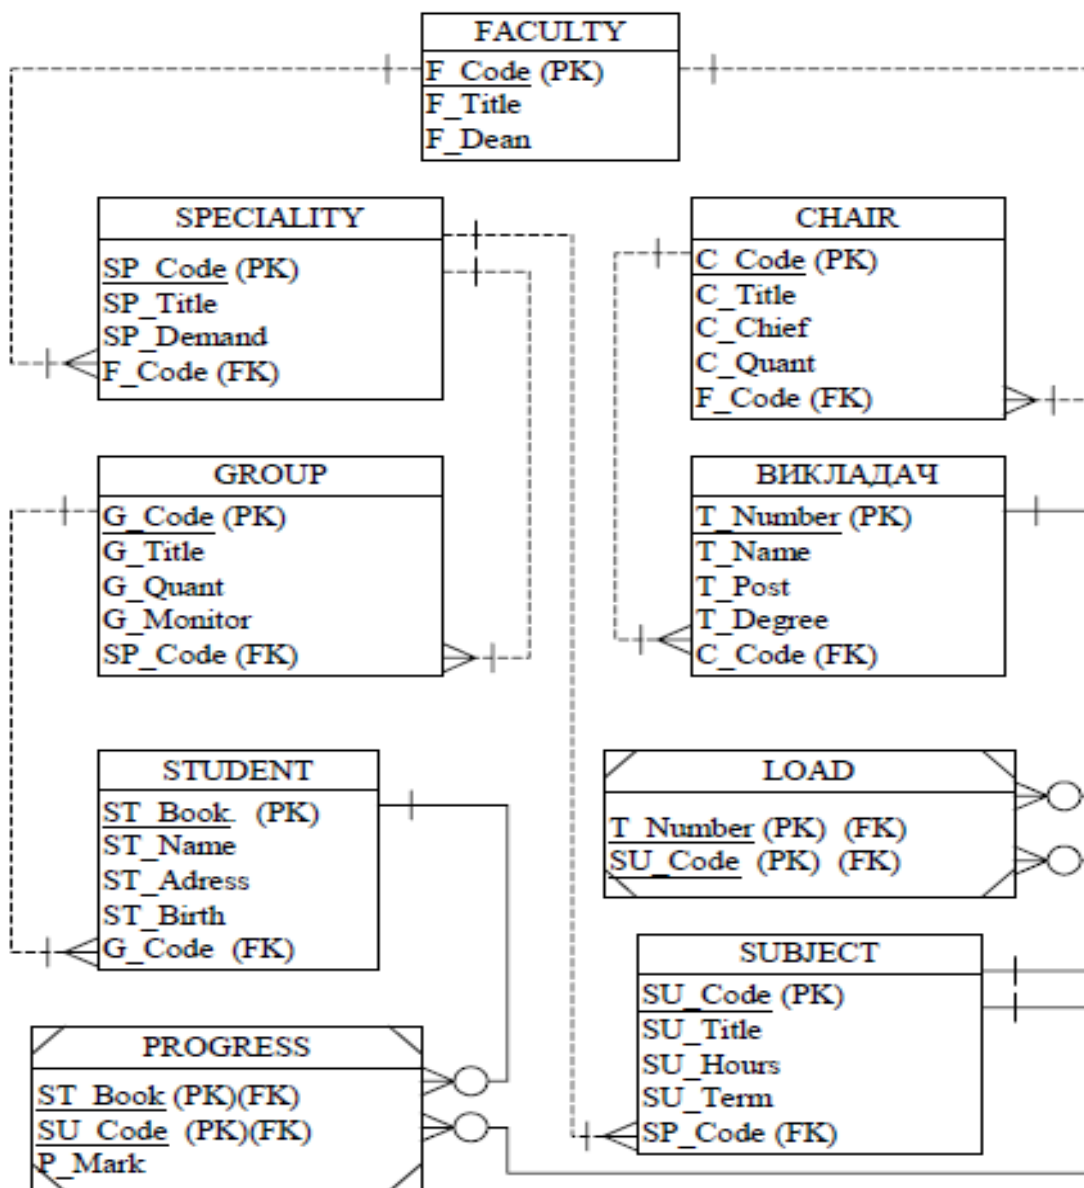 FACULTY
F_Code (PK)
F_Title
F_Dean
SPECIALITY
SP_Code (PK)
SP_Title
SP_Demand
F_Code (FK)
CHAIR
C_Code (PK)
C_Title
C_Chief
C_Quant
F_Code (FK)
GROUP
G_Code (PK)
G_Title
G_Quant
G_Monitor
SP_Code (FK)
ВИКЛАДАЧ
T_Number (PK)
T_Name
T_Post
T_Degree
C_Code (FK)
STUDENT
ST_Book. (PK)
ST_Name
ST_Adress
ST_Birth
G_Code (FK)
LOAD
T_Number (PK) (FK)
SU_Code (PK) (FK)
SUBJECT
SU_Code (PK)
SU_Title
SU_Hours
SU_Term
SP_Code (FK)
PROGRESS
ST_Book (PK)(FK)
SU_Code (PK)(FK)
P_Mark